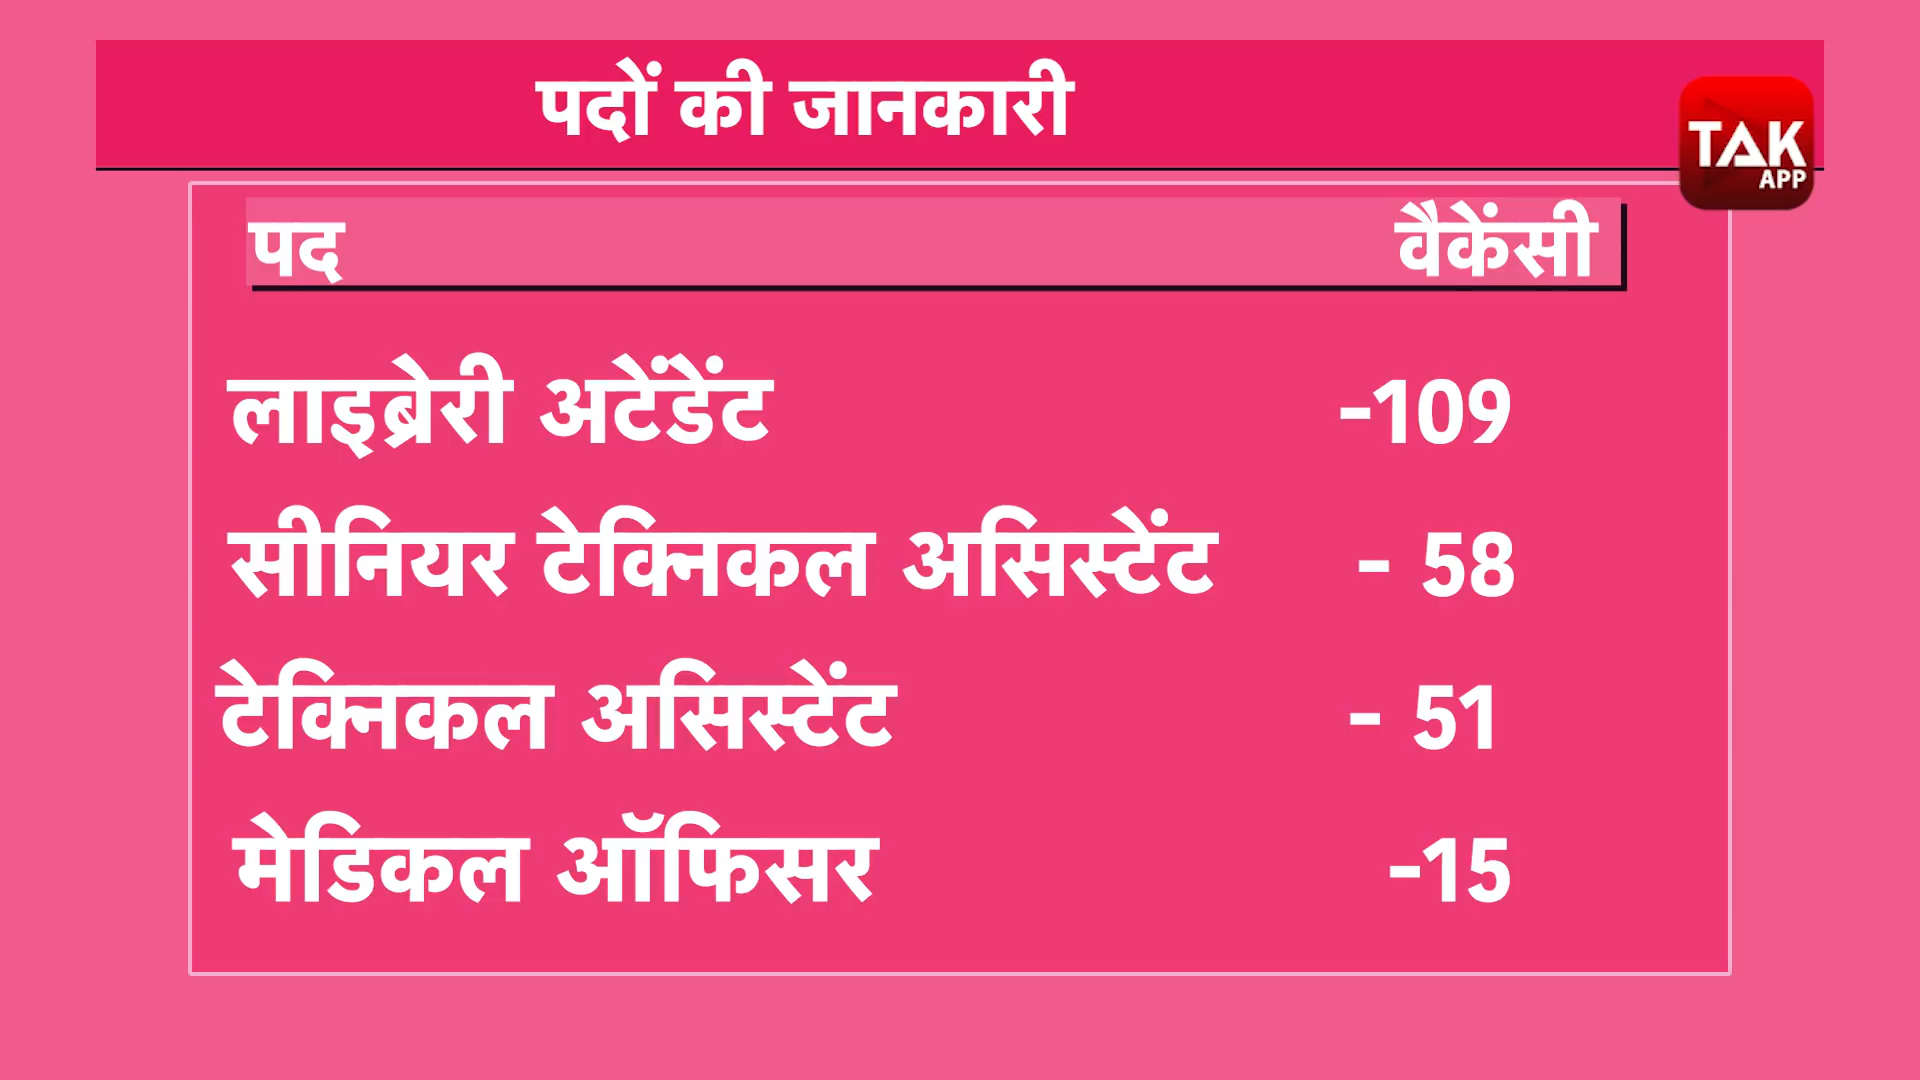 पदों की जानकारी
TAK
APP
पद वैकेंसी
लाइब्रेरी अटेंडेंट -109
सीनियर टेक्निकल असिस्टेंट - 58
टेक्निकल असिस्टेंट - 51
मेडिकल ऑफिसर -15